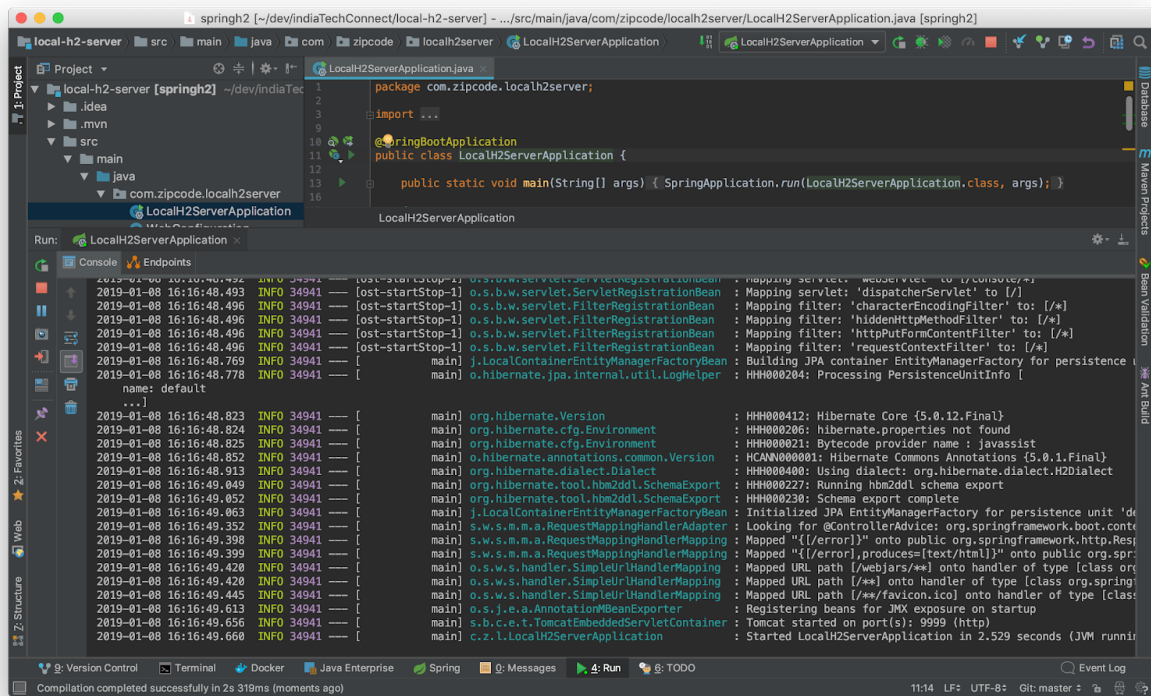 springh2 [~/dev/indiaTechConnect/local-h2-server] - .../src/main/java/com/zipcode/localh2server/LocalH2ServerApplication.java [springh2]
local-h2-server src main java com zipcode localh2server LocalH2ServerApplication LocalH2ServerApplication
1: Project
Project
LocalH2ServerApplication.java
local-h2-server [springh2] ~/dev/indiaTec
.idea
.mvn
src
main
java
com.zipcode.localh2server
LocalH2ServerApplication
WebConfiguration
1 package com.zipcode.localh2server;
2
3 import ...
9
10 @SpringBootApplication
11 public class LocalH2ServerApplication {
12
13 public static void main(String[] args) { SpringApplication.run(LocalH2ServerApplication.class, args); }
16
LocalH2ServerApplication
Database
Maven Projects
Bean Validation
Ant Build
Run: LocalH2ServerApplication
Console Endpoints
2019-01-08 16:16:48.492 INFO 34941 --- [ost-startStop-1] o.s.b.w.servlet.ServletRegistrationBean : Mapping servlet: 'webServlet' to [/console/*]
2019-01-08 16:16:48.493 INFO 34941 --- [ost-startStop-1] o.s.b.w.servlet.ServletRegistrationBean : Mapping servlet: 'dispatcherServlet' to [/]
2019-01-08 16:16:48.496 INFO 34941 --- [ost-startStop-1] o.s.b.w.servlet.FilterRegistrationBean : Mapping filter: 'characterEncodingFilter' to: [/*]
2019-01-08 16:16:48.496 INFO 34941 --- [ost-startStop-1] o.s.b.w.servlet.FilterRegistrationBean : Mapping filter: 'hiddenHttpMethodFilter' to: [/*]
2019-01-08 16:16:48.496 INFO 34941 --- [ost-startStop-1] o.s.b.w.servlet.FilterRegistrationBean : Mapping filter: 'httpPutFormContentFilter' to: [/*]
2019-01-08 16:16:48.496 INFO 34941 --- [ost-startStop-1] o.s.b.w.servlet.FilterRegistrationBean : Mapping filter: 'requestContextFilter' to: [/*]
2019-01-08 16:16:48.769 INFO 34941 --- [ main] j.LocalContainerEntityManagerFactoryBean : Building JPA container EntityManagerFactory for persistence u
2019-01-08 16:16:48.778 INFO 34941 --- [ main] o.hibernate.jpa.internal.util.LogHelper : HHH000204: Processing PersistenceUnitInfo [
name: default
...]
2019-01-08 16:16:48.823 INFO 34941 --- [ main] org.hibernate.Version : HHH000412: Hibernate Core {5.0.12.Final}
2019-01-08 16:16:48.824 INFO 34941 --- [ main] org.hibernate.cfg.Environment : HHH000206: hibernate.properties not found
2019-01-08 16:16:48.825 INFO 34941 --- [ main] org.hibernate.cfg.Environment : HHH000021: Bytecode provider name : javassist
2019-01-08 16:16:48.852 INFO 34941 --- [ main] o.hibernate.annotations.common.Version : HCANN000001: Hibernate Commons Annotations {5.0.1.Final}
2019-01-08 16:16:48.913 INFO 34941 --- [ main] org.hibernate.dialect.Dialect : HHH000400: Using dialect: org.hibernate.dialect.H2Dialect
2019-01-08 16:16:49.049 INFO 34941 --- [ main] org.hibernate.tool.hbm2ddl.SchemaExport : HHH000227: Running hbm2ddl schema export
2019-01-08 16:16:49.052 INFO 34941 --- [ main] org.hibernate.tool.hbm2ddl.SchemaExport : HHH000230: Schema export complete
2019-01-08 16:16:49.063 INFO 34941 --- [ main] j.LocalContainerEntityManagerFactoryBean : Initialized JPA EntityManagerFactory for persistence unit 'de
2019-01-08 16:16:49.352 INFO 34941 --- [ main] s.w.s.m.m.a.RequestMappingHandlerAdapter : Looking for @ControllerAdvice: org.springframework.boot.conte
2019-01-08 16:16:49.398 INFO 34941 --- [ main] s.w.s.m.m.a.RequestMappingHandlerMapping : Mapped "{[/error]}" onto public org.springframework.http.Resp
2019-01-08 16:16:49.399 INFO 34941 --- [ main] s.w.s.m.m.a.RequestMappingHandlerMapping : Mapped "{[/error],produces=[text/html]}" onto public org.spri
2019-01-08 16:16:49.420 INFO 34941 --- [ main] o.s.w.s.handler.SimpleUrlHandlerMapping : Mapped URL path [/webjars/**] onto handler of type [class org
2019-01-08 16:16:49.420 INFO 34941 --- [ main] o.s.w.s.handler.SimpleUrlHandlerMapping : Mapped URL path [/**] onto handler of type [class org.springf
2019-01-08 16:16:49.445 INFO 34941 --- [ main] o.s.w.s.handler.SimpleUrlHandlerMapping : Mapped URL path [/**/favicon.ico] onto handler of type [class
2019-01-08 16:16:49.613 INFO 34941 --- [ main] o.s.j.e.a.AnnotationMBeanExporter : Registering beans for JMX exposure on startup
2019-01-08 16:16:49.656 INFO 34941 --- [ main] s.b.c.e.t.TomcatEmbeddedServletContainer : Tomcat started on port(s): 9999 (http)
2019-01-08 16:16:49.660 INFO 34941 --- [ main] c.z.l.LocalH2ServerApplication : Started LocalH2ServerApplication in 2.529 seconds (JVM runnin
2: Favorites
Web
Z: Structure
9: Version Control Terminal Docker Java Enterprise Spring 0: Messages 4: Run 6: TODO Event Log
Compilation completed successfully in 2s 319ms (moments ago) 11:14 LF UTF-8 Git: master